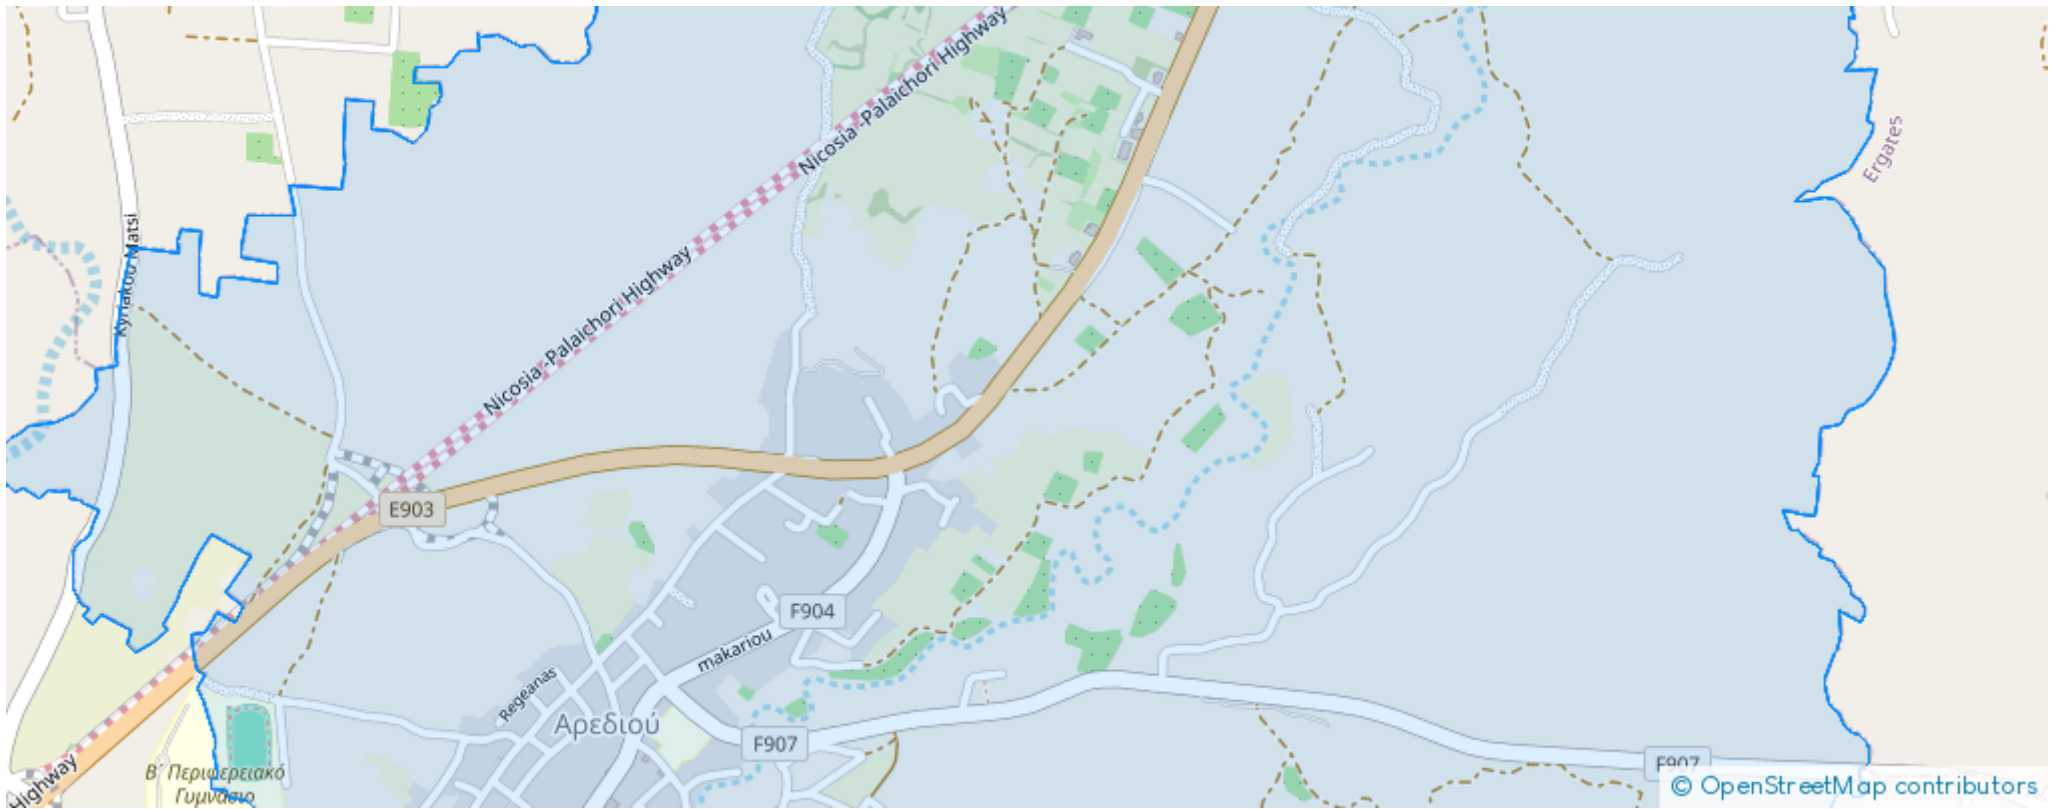 Nicosia -Palaichori Highway
Ergates
Kyriakou Matsi
Nicosia -Palaichori Highway
E903
F904
makariou
Regeanas
Αρεδιού
F907
F907
Β΄ Περιφερειακό
Γυμνάσιο
Highway
© OpenStreetMap contributors